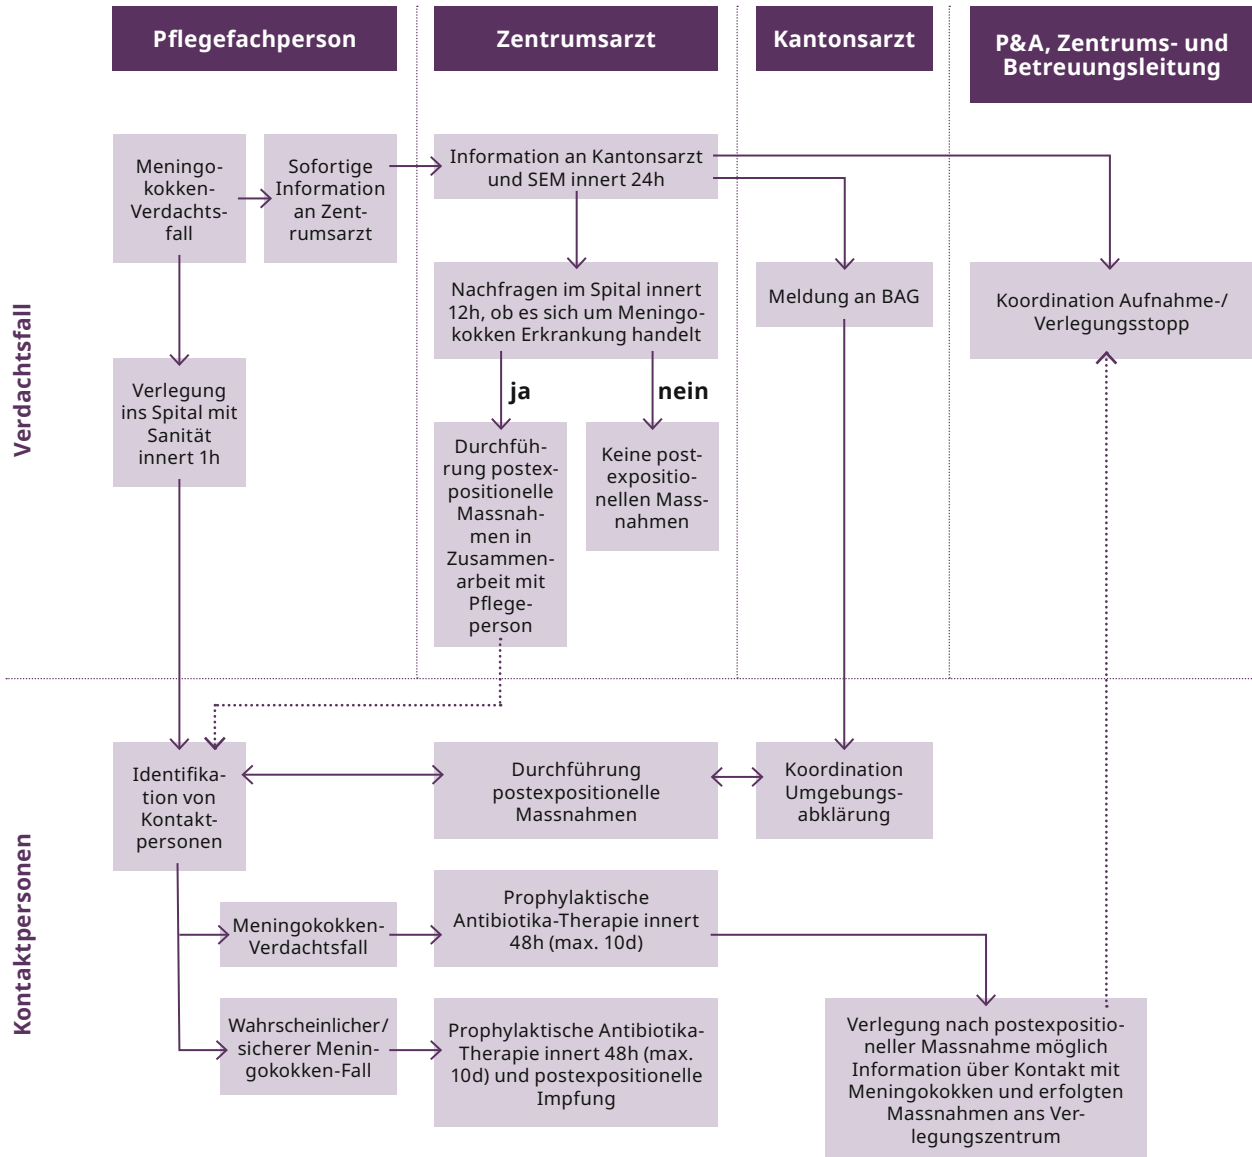 Pflegefachperson
Zentrumsarzt
Kantonsarzt
P&A, Zentrums- und
Betreuungsleitung
Verdachtsfall
Meningo-
kokken-
Verdachts-
fall
Sofortige
Information
an Zent-
rumsarzt
Information an Kantonsarzt
und SEM innert 24h
Nachfragen im Spital innert
12h, ob es sich um Meningo-
kokken Erkrankung handelt
Meldung an BAG
Koordination Aufnahme-/
Verlegungsstopp
Verlegung
ins Spital mit
Sanität
innert 1h
ja
nein
Durchfüh-
rung postex-
positionelle
Massnah-
men in
Zusammen-
arbeit mit
Pflege-
person
Keine post-
expositio-
nellen Mass-
nahmen
Kontaktpersonen
Identifika-
tion von
Kontakt-
personen
Durchführung
postexpositionelle
Massnahmen
Koordination
Umgebungs-
abklärung
Meningokokken-
Verdachtsfall
Prophylaktische
Antibiotika-Therapie innert
48h (max. 10d)
Wahrscheinlicher/
sicherer Menin-
gokokken-Fall
Prophylaktische Antibiotika-
Therapie innert 48h (max.
10d) und postexpositionelle
Impfung
Verlegung nach postexpositio-
neller Massnahme möglich
Information über Kontakt mit
Meningokokken und erfolgten
Massnahmen ans Ver-
legungszentrum